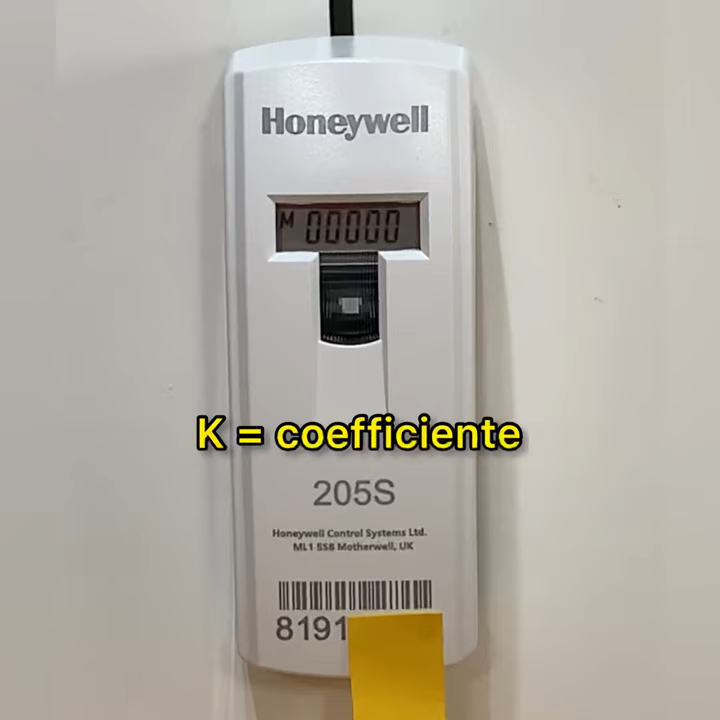 Honeywell
M 00000
K = coefficiente
205S
Honeywell Control Systems Ltd.
ML1 5SB Motherwell, UK
8191